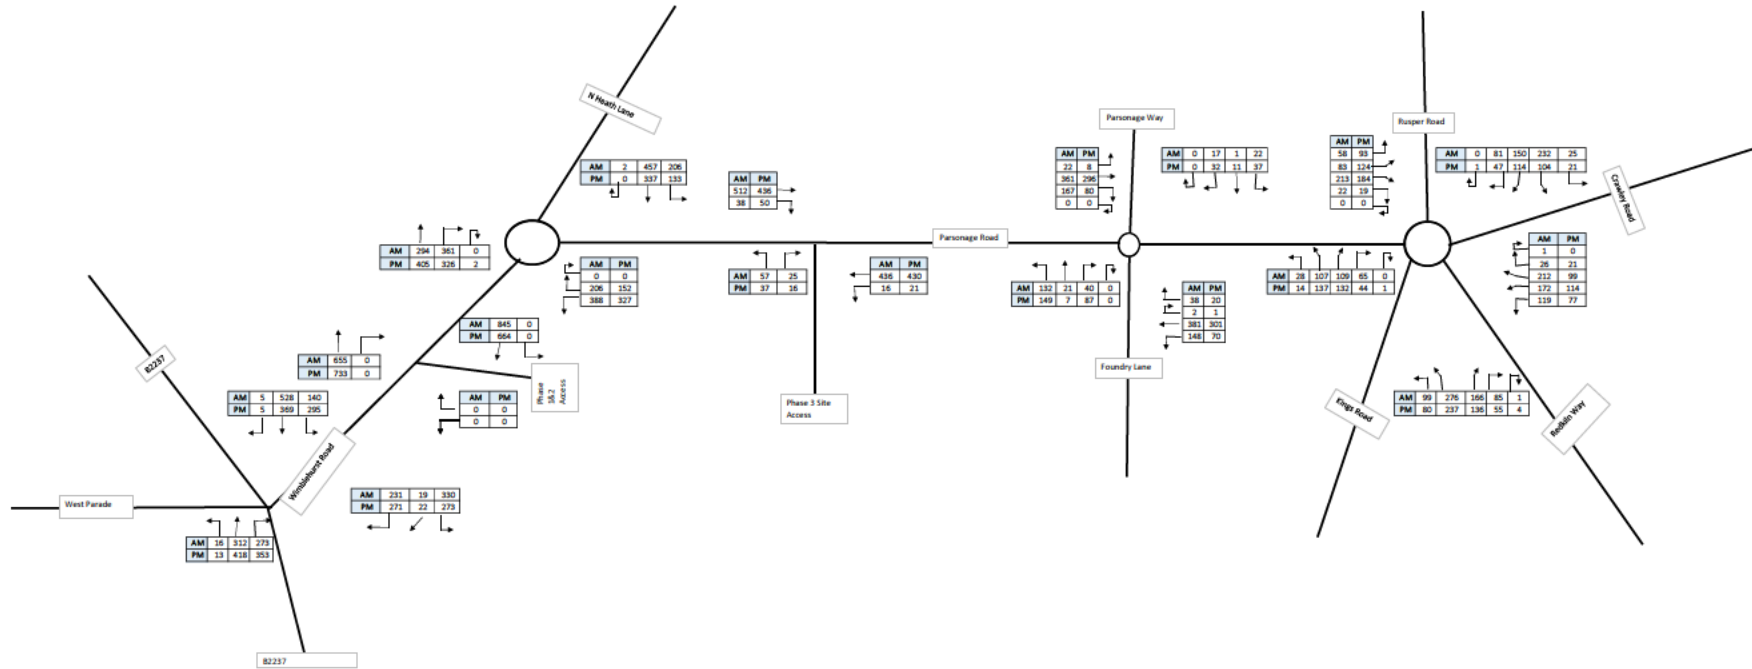 N Heath Lane
AM 2 457 206
PM 0 337 133
AM PM
512 436
38 50
AM 294 361 0
PM 405 326 2
AM PM
0 0
206 152
388 327
AM 57 25
PM 37 16
AM PM
436 430
16 21
Parsonage Road
Phase 3 Site
Access
Parsonage Way
AM PM
22 8
361 296
167 80
0 0
AM 0 17 1 22
PM 0 32 11 37
AM 132 21 40 0
PM 149 7 87 0
AM PM
38 20
2 1
381 301
148 70
Foundry Lane
Rusper Road
AM PM
58 93
83 124
213 184
22 19
0 0
AM 0 81 150 232 25
PM 1 47 114 104 21
Crawley Road
AM PM
1 0
26 21
212 99
172 114
119 77
AM 28 107 109 65 0
PM 14 137 132 44 1
AM 99 276 166 85 1
PM 80 237 136 55 4
Kings Road
Redkiln Way
AM 845 0
PM 664 0
AM 655 0
PM 733 0
Phase
1&2
Access
AM PM
0 0
0 0
B2237
AM 5 528 140
PM 5 369 295
Wimblehurst Road
AM 231 19 330
PM 271 22 273
West Parade
AM 16 312 273
PM 13 418 353
B2237